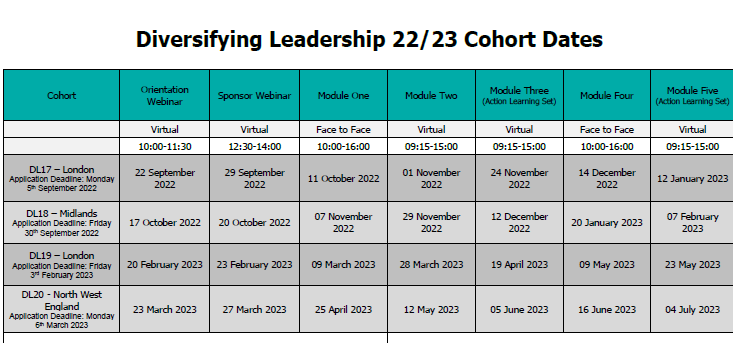 Diversifying Leadership 22/23 Cohort Dates
Cohort
Orientation
Webinar
Sponsor Webinar
Module One
Module Two
Module Three
(Action Learning Set)
Module Four
Module Five
(Action Learning Set)
Virtual
Virtual
Face to Face
Virtual
Virtual
Face to Face
Virtual
10:00-11:30
12:30-14:00
10:00-16:00
09:15-15:00
09:15-15:00
10:00-16:00
09:15-15:00
DL17 – London
Application Deadline: Monday
5th September 2022
22 September
2022
29 September
2022
11 October 2022
01 November
2022
24 November
2022
14 December
2022
12 January 2023
DL18 – Midlands
Application Deadline: Friday
30th September 2022
17 October 2022
20 October 2022
07 November
2022
29 November
2022
12 December
2022
20 January 2023
07 February
2023
DL19 – London
Application Deadline: Friday
3rd February 2023
20 February 2023
23 February 2023
09 March 2023
28 March 2023
19 April 2023
09 May 2023
23 May 2023
DL20 - North West
England
Application Deadline: Monday
6th March 2023
23 March 2023
27 March 2023
25 April 2023
12 May 2023
05 June 2023
16 June 2023
04 July 2023